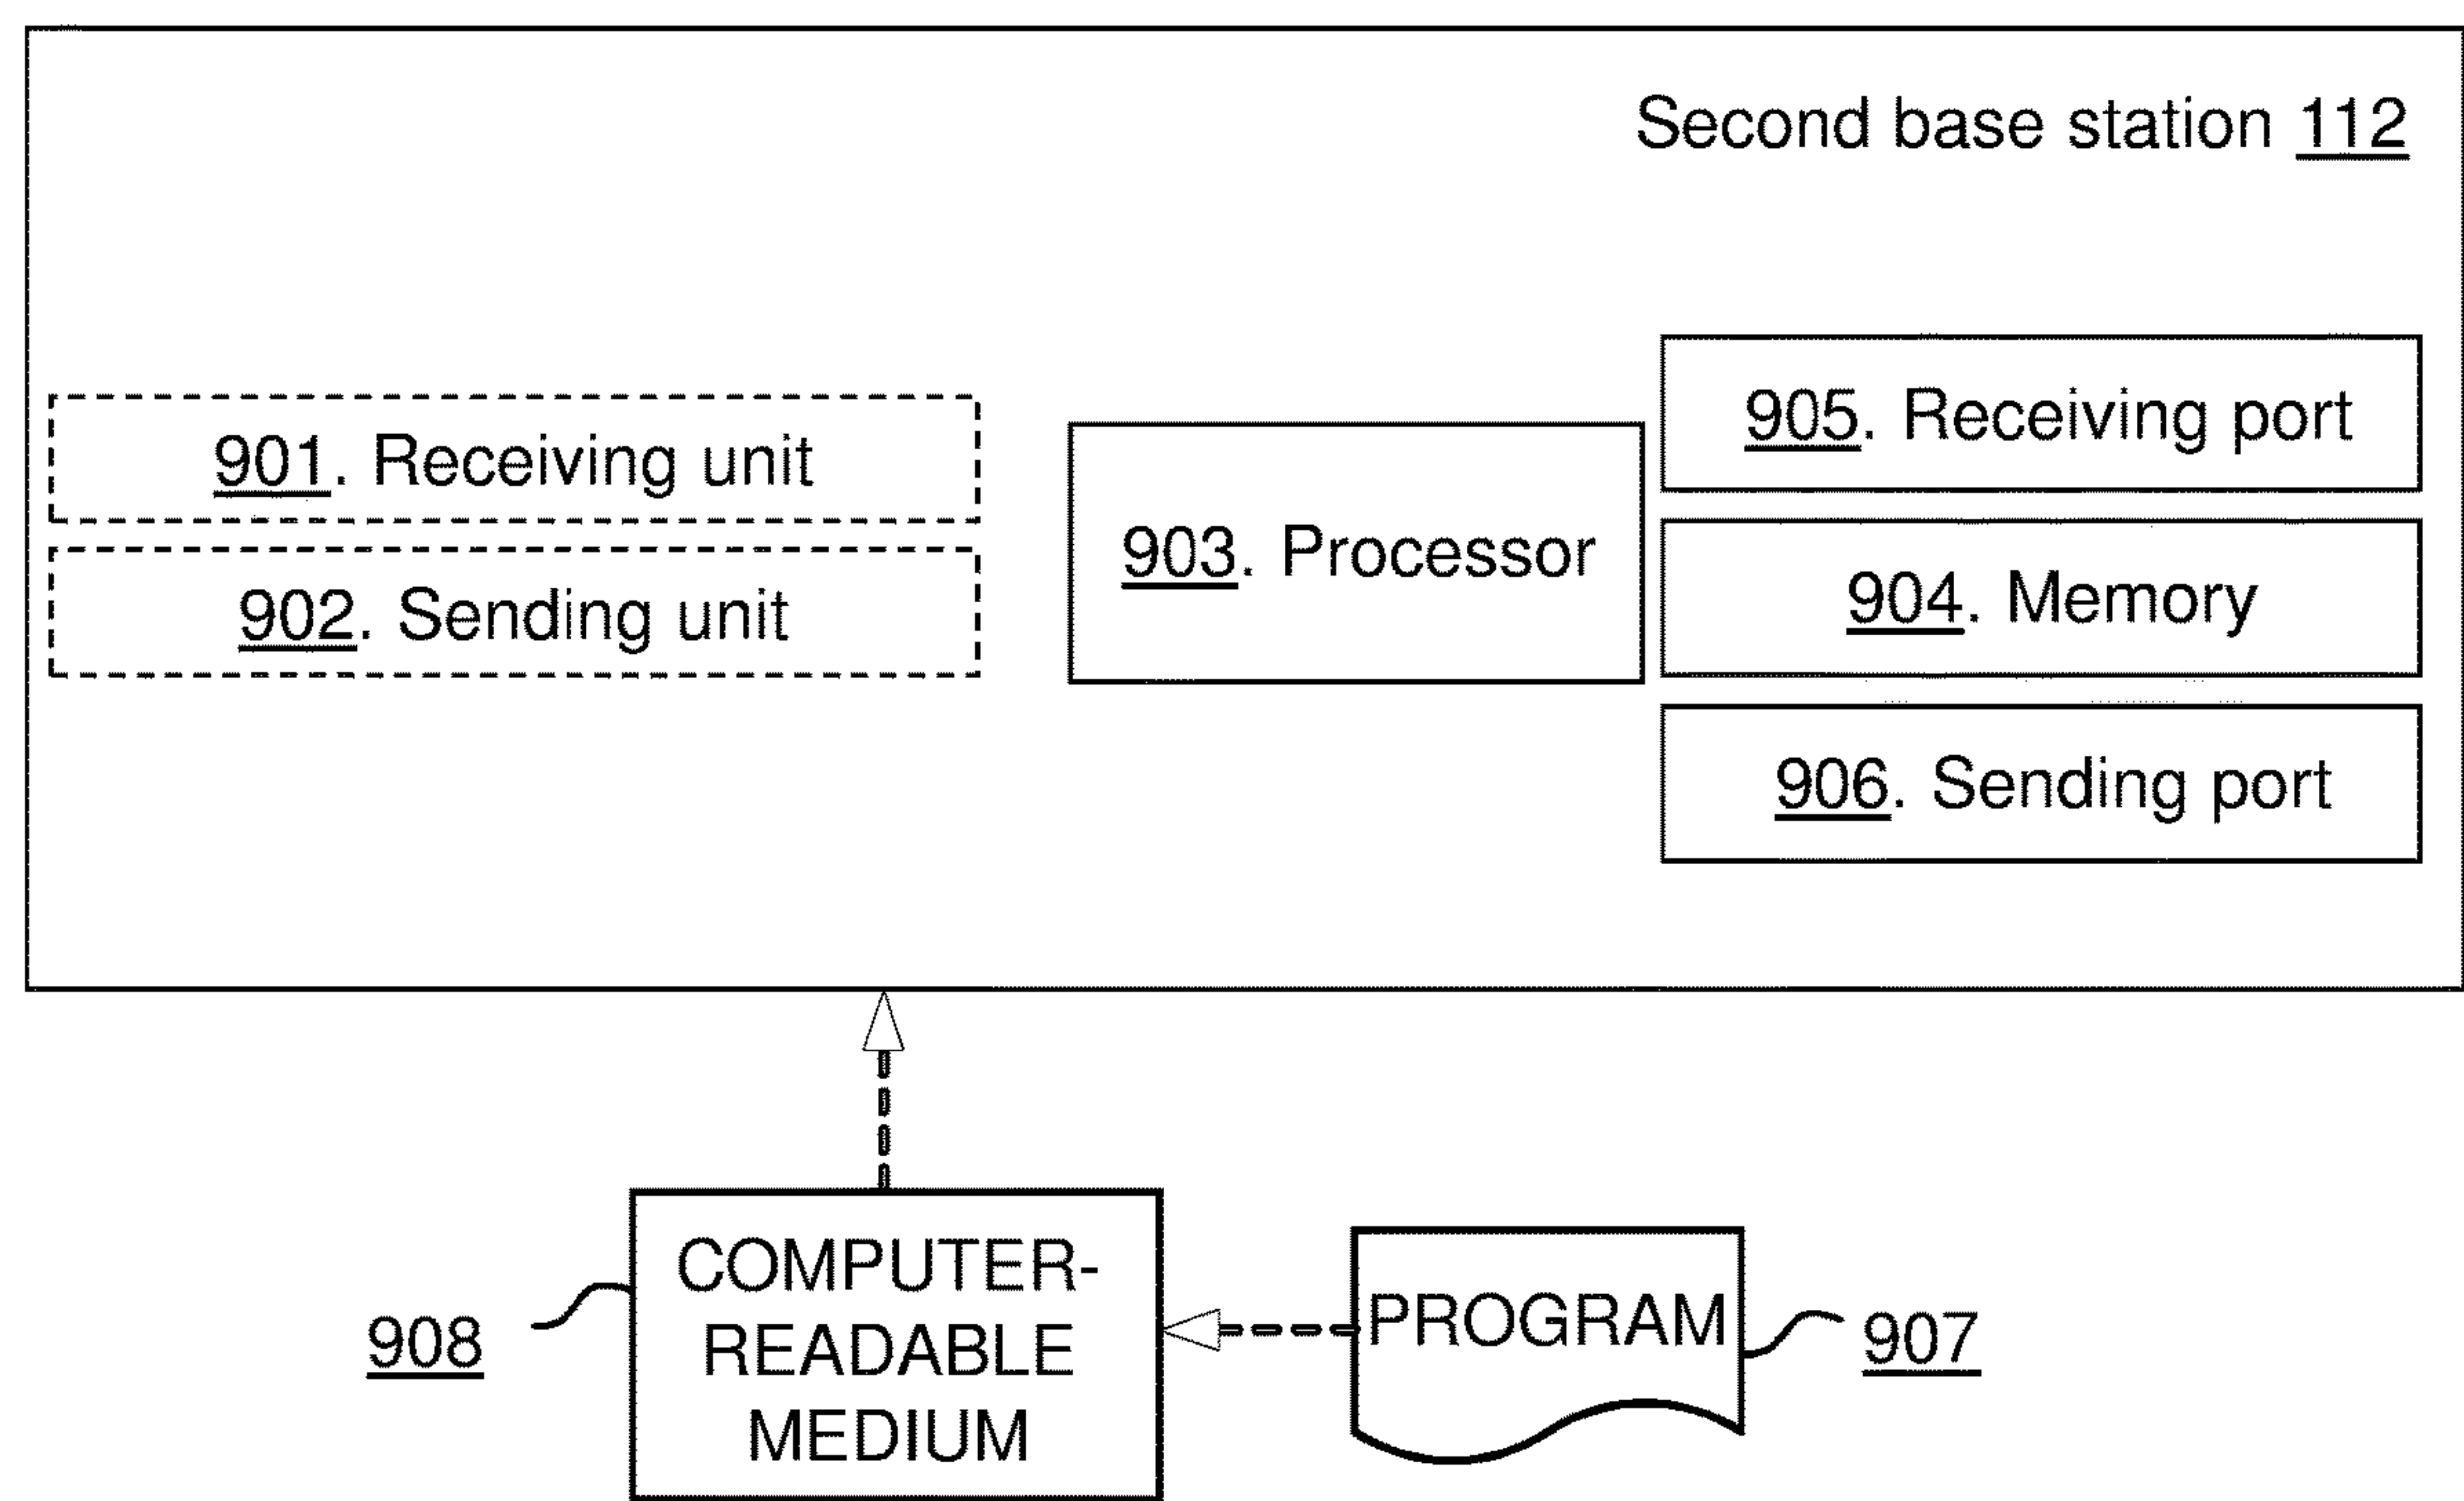 Second base station 112
901. Receiving unit
902. Sending unit
903. Processor
905. Receiving port
904. Memory
906. Sending port
908
COMPUTER-
READABLE
MEDIUM
PROGRAM
907